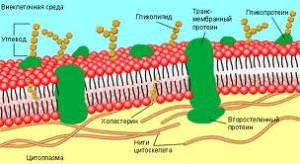 Внеклеточная среда
Гликолипид
Транс-
мембранный
протеин
Гликопротеин
Углевод
Холестерин
Второстепенный
протеин
Нити
цитоскелета
Цитоплазма